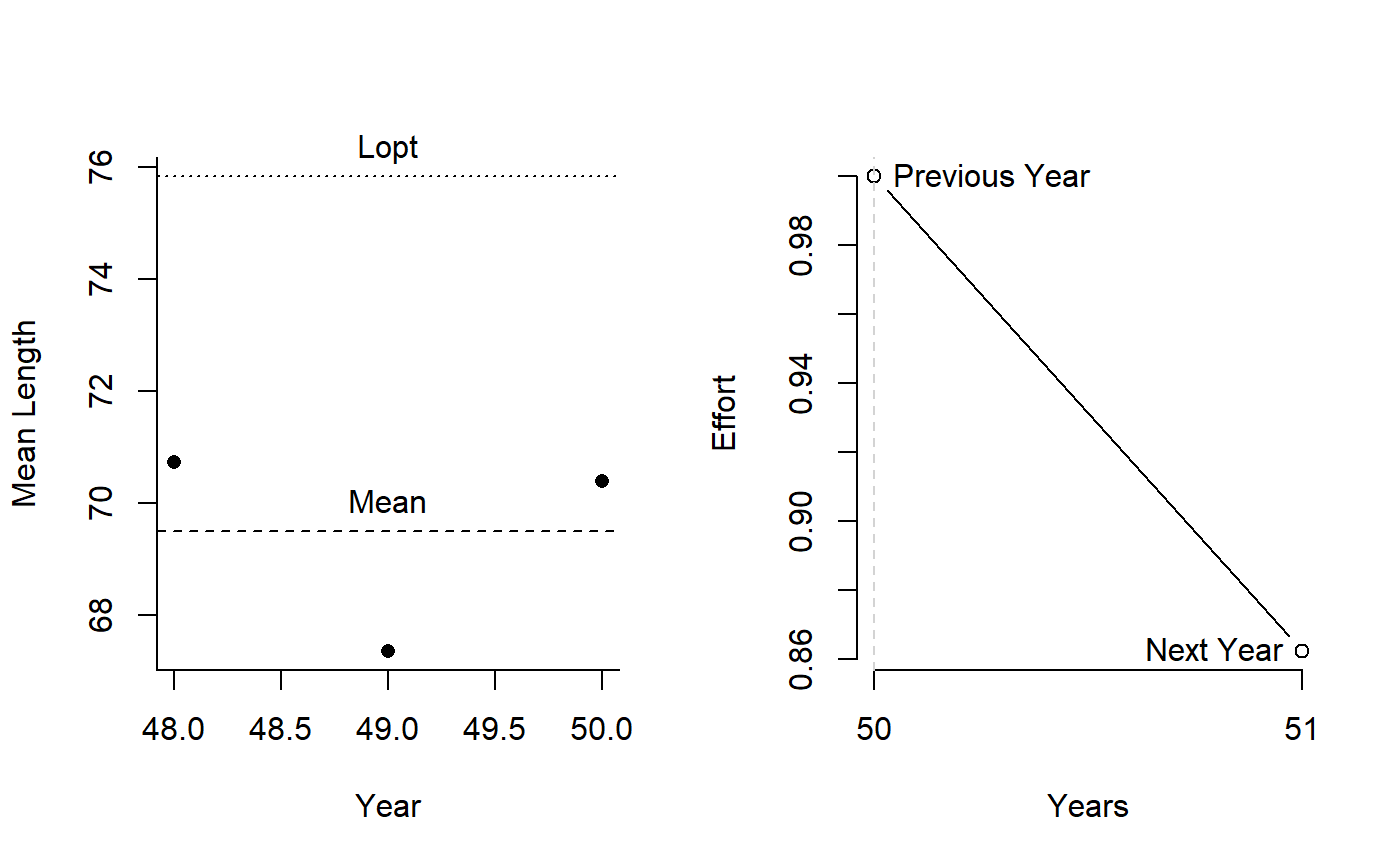 Lopt
Mean
Mean Length
76
74
72
70
68
48.0 48.5 49.0 49.5 50.0
Year
Previous Year
Next Year
Effort
0.98
0.94
0.90
0.86
50 51
Years